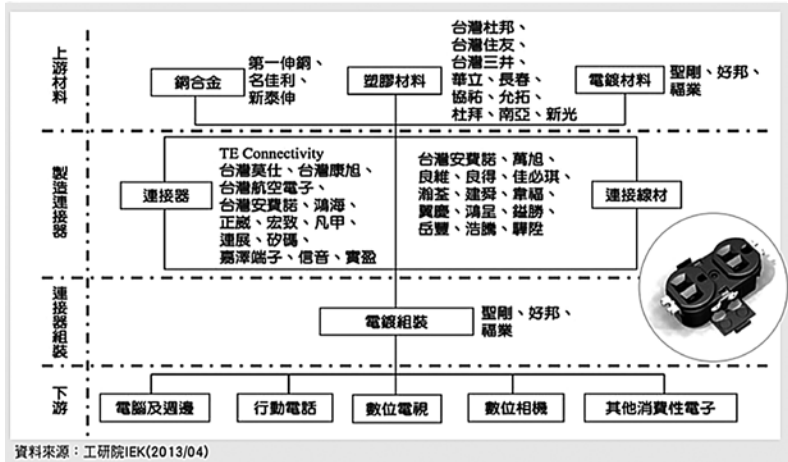 上游材料
銅合金
第一伸銅、
名佳利、
新泰伸
塑膠材料
台灣杜邦、
台灣住友、
台灣三井、
華立、長春、
協祐、允拓、
杜拜、南亞、新光
電鍍材料
聖剛、好邦、
福業
製造連接器
連接器
TE Connectivity
台灣莫仕、台灣康旭、
台灣航空電子、
台灣安費諾、鴻海、
正崴、宏致、凡甲、
連展、矽碼、
嘉澤端子、信音、實盈
台灣安費諾、萬旭、
良維、良得、佳必琪、
瀚荃、建舜、韋福、
貿慶、鴻呈、鎰勝、
岳豐、浩騰、驊陞
連接線材
連接器組裝
電鍍組裝
聖剛、好邦、
福業
下游
電腦及週邊
行動電話
數位電視
數位相機
其他消費性電子
資料來源：工研院IEK(2013/04)